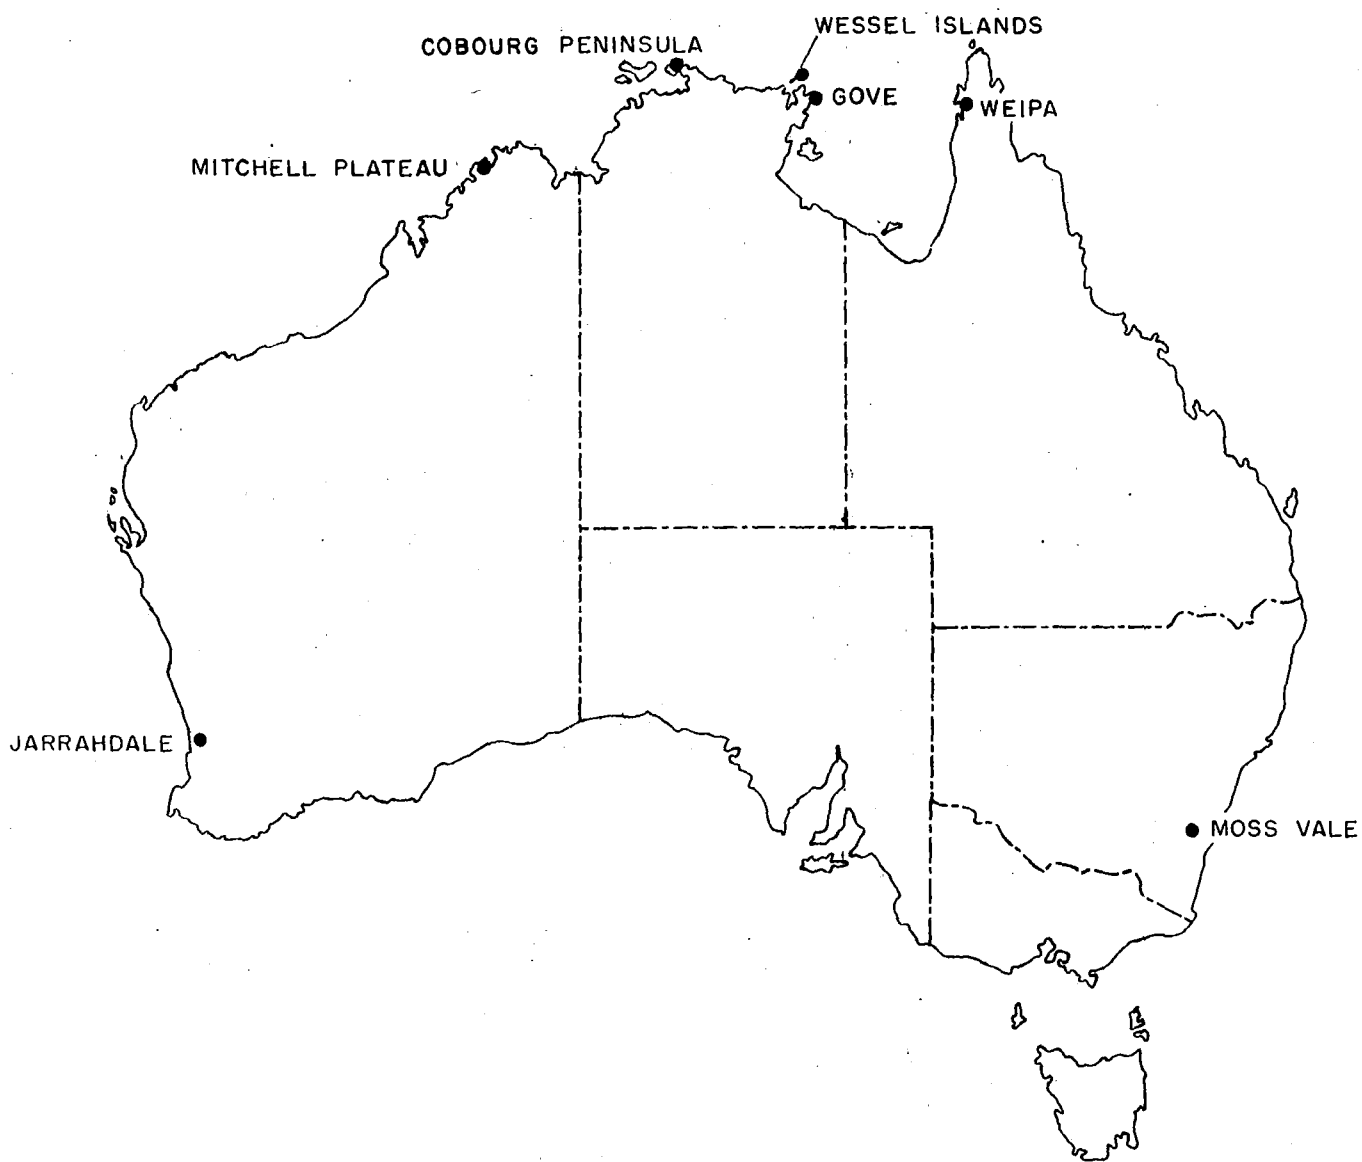 WESSEL ISLANDS
COBOURG PENINSULA
GOVE
WEIPA
MITCHELL PLATEAU
JARRAHDALE
MOSS VALE